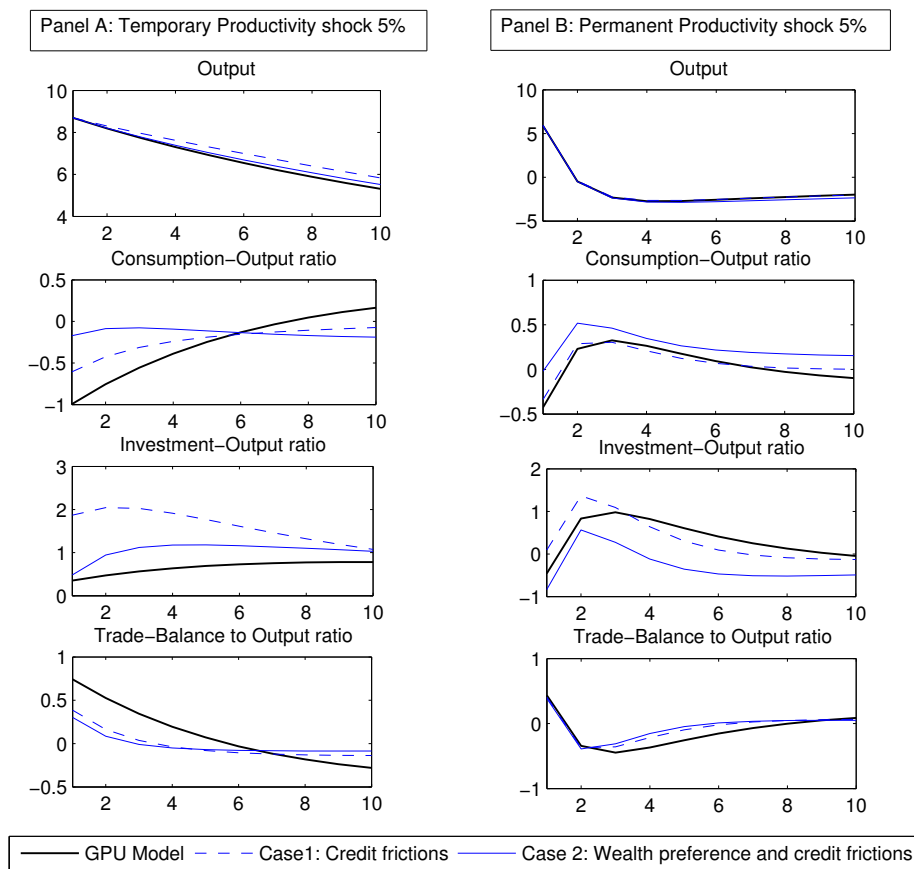 Panel A: Temporary Productivity shock 5%
Output
10
8
6
4
2 4 6 8 10
Consumption−Output ratio
0.5
0
−0.5
−1
2 4 6 8 10
Investment−Output ratio
3
2
1
0
2 4 6 8 10
Trade−Balance to Output ratio
1
0.5
0
−0.5
2 4 6 8 10
Panel B: Permanent Productivity shock 5%
Output
10
5
0
−5
2 4 6 8 10
Consumption−Output ratio
1
0.5
0
−0.5
2 4 6 8 10
Investment−Output ratio
2
1
0
−1
2 4 6 8 10
Trade−Balance to Output ratio
1
0
−1
2 4 6 8 10
GPU Model Case1: Credit frictions Case 2: Wealth preference and credit frictions